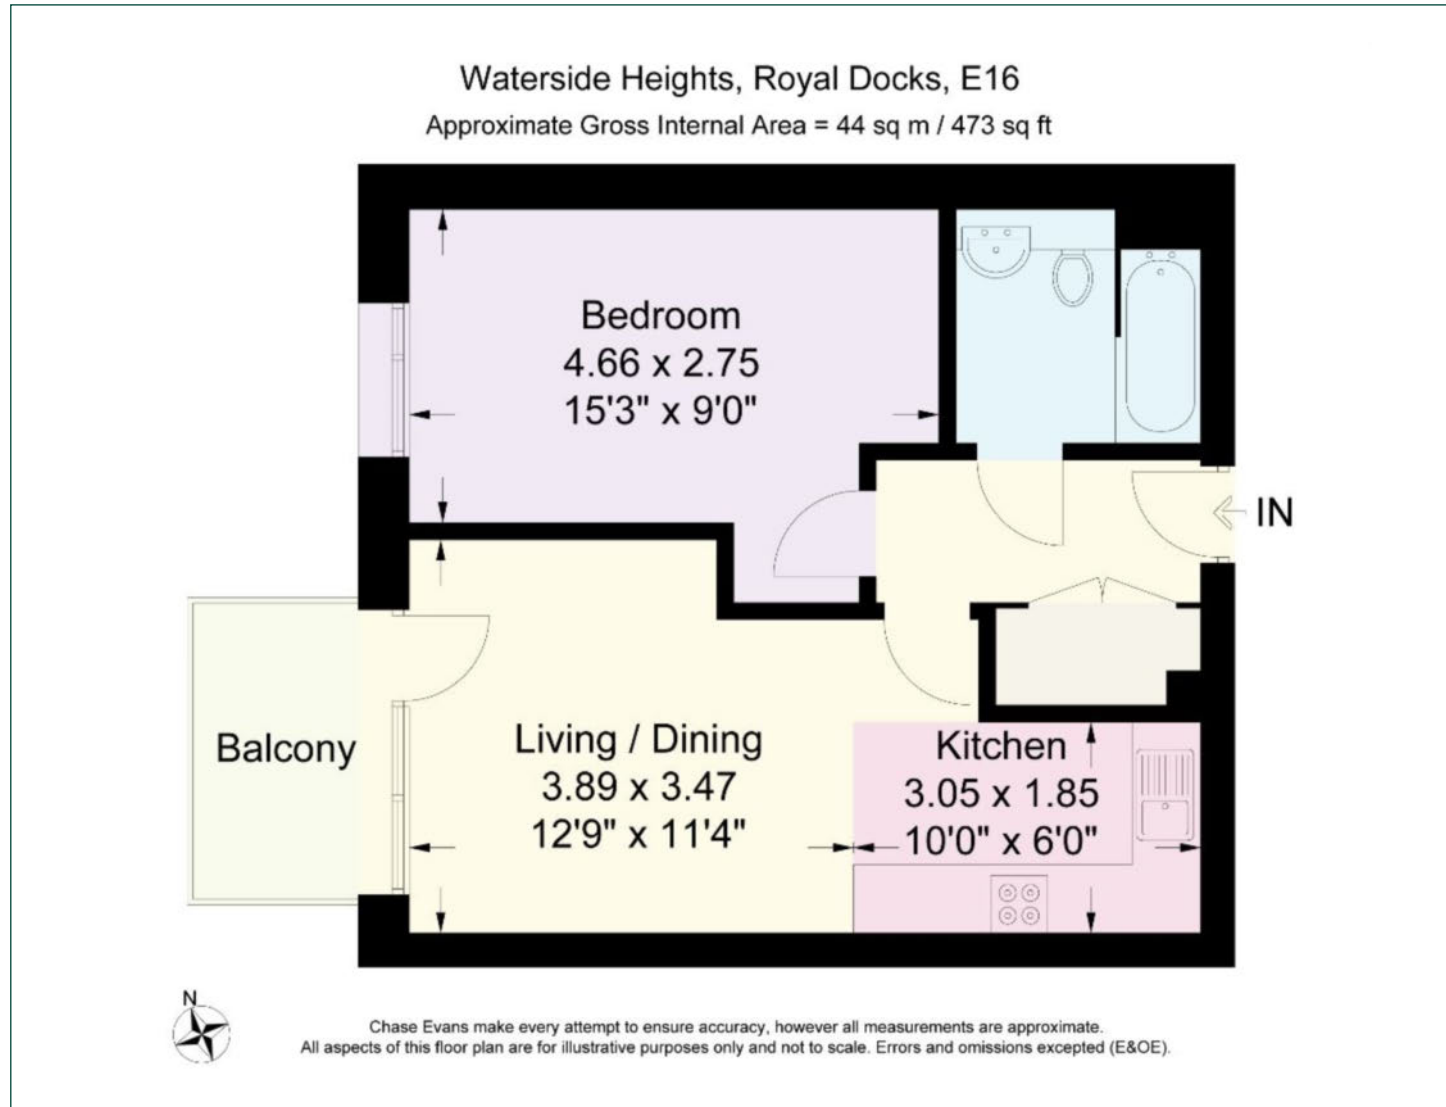 Waterside Heights, Royal Docks, E16
Approximate Gross Internal Area = 44 sq m / 473 sq ft
Bedroom
4.66 x 2.75
15'3" x 9'0"
IN
Balcony
Living / Dining
3.89 x 3.47
12'9" x 11'4"
Kitchen
3.05 x 1.85
10'0" x 6'0"
N
Chase Evans make every attempt to ensure accuracy, however all measurements are approximate.
All aspects of this floor plan are for illustrative purposes only and not to scale. Errors and omissions excepted (E&OE).